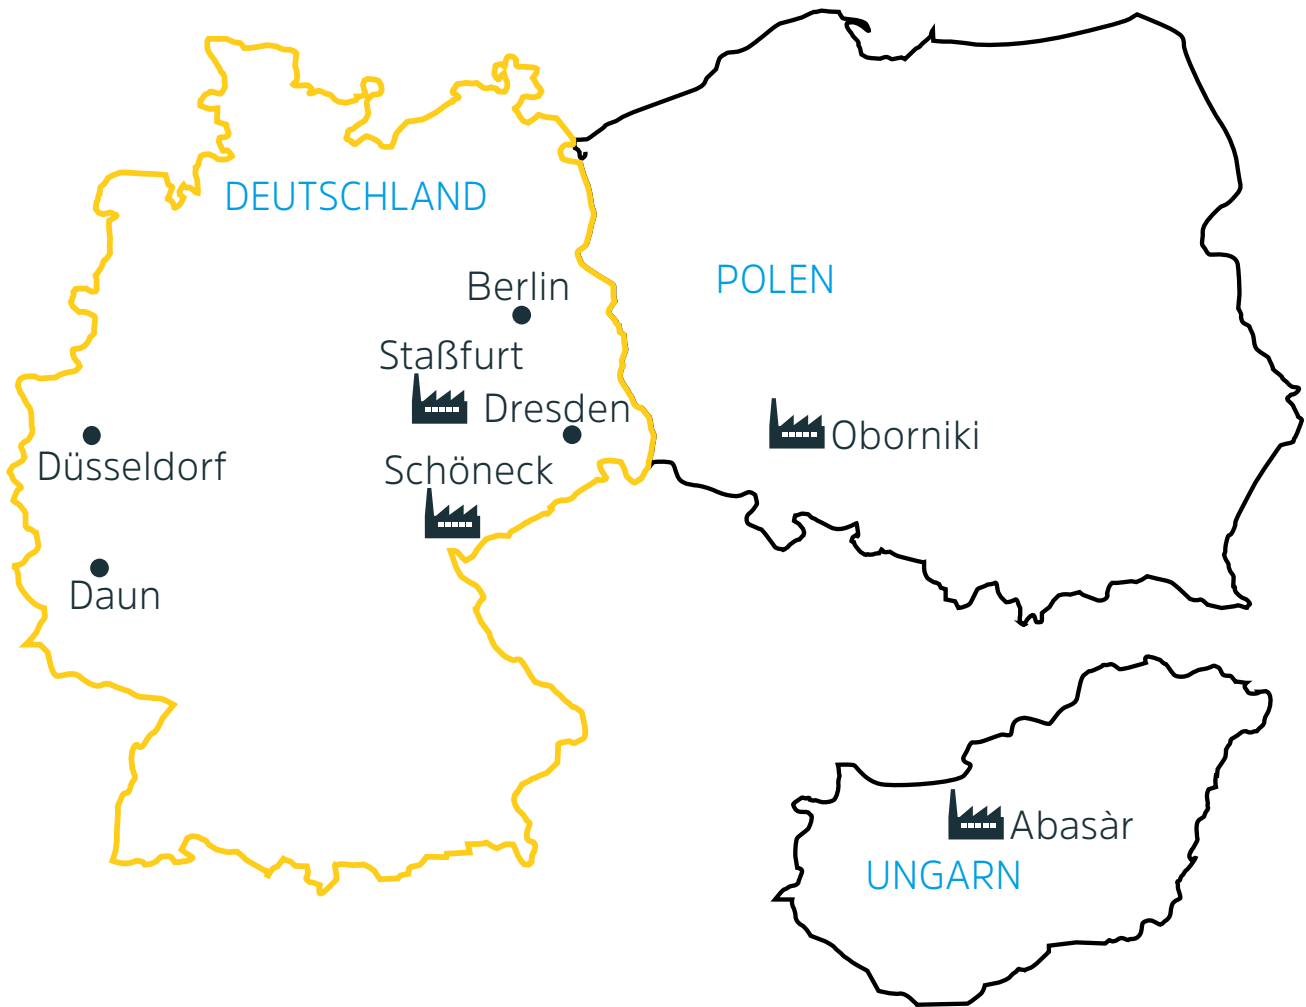 DEUTSCHLAND
POLEN
Berlin
Staßfurt
Dresden
Oborniki
Düsseldorf
Schöneck
Daun
Abasàr
UNGARN